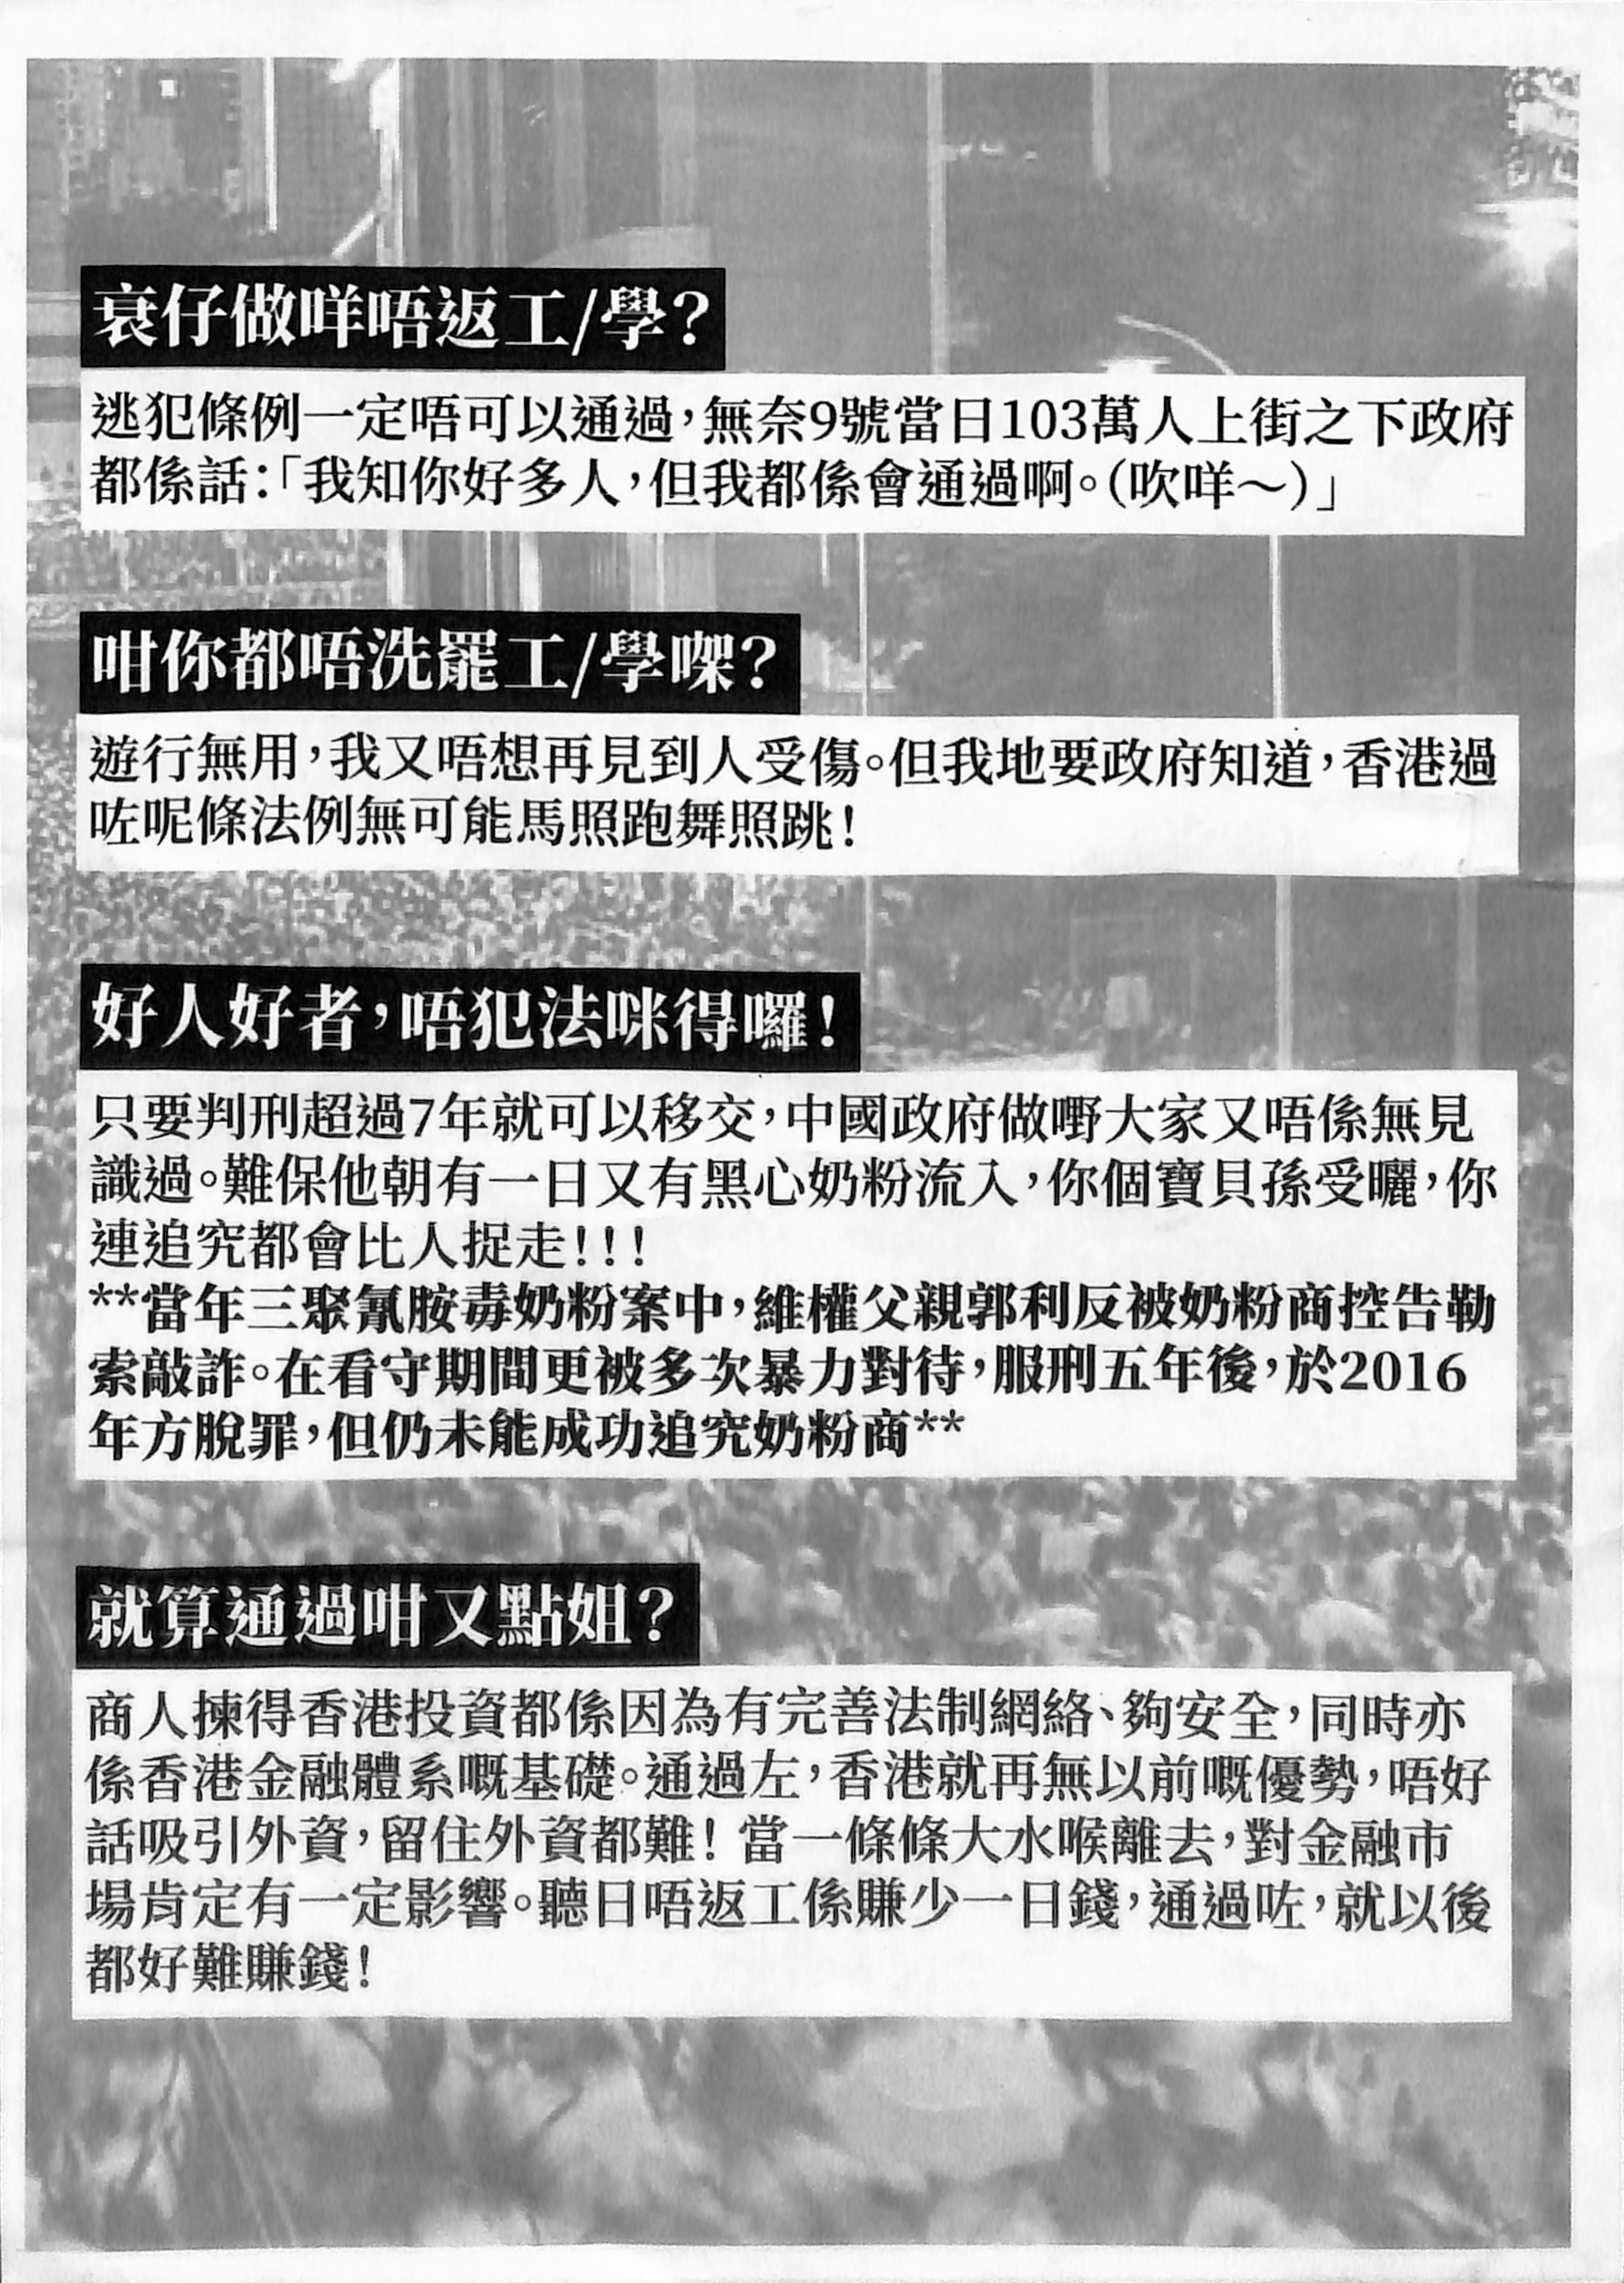 衰仔做咩唔返工/學？
逃犯條例一定唔可以通過，無奈9號當日103萬人上街之下政府
都係話：「我知你好多人，但我都係會通過啊。（吹咩～）」
咁你都唔洗罷工/學㗎？
遊行無用，我又唔想再見到人受傷。但我地要政府知道，香港過
咗呢條法例無可能馬照跑舞照跳！
好人好者，唔犯法咪得囉！
只要判刑超過7年就可以移交，中國政府做嘢大家又唔係無見
識過。難保他朝有一日又有黑心奶粉流入，你個寶貝孫受曬，你
連追究都會比人捉走！！！
**當年三聚氰胺毒奶粉案中，維權父親郭利反被奶粉商控告勒
索敲詐。在看守期間更被多次暴力對待，服刑五年後，於2016
年方脫罪，但仍未能成功追究奶粉商**
就算通過咁又點姐？
商人揀得香港投資都係因為有完善法制網絡、夠安全，同時亦
係香港金融體系嘅基礎。通過左，香港就再無以前嘅優勢，唔好
話吸引外資，留住外資都難！當一條條大水喉離去，對金融市
場肯定有一定影響。聽日唔返工係賺少一日錢，通過咗，就以後
都好難賺錢！